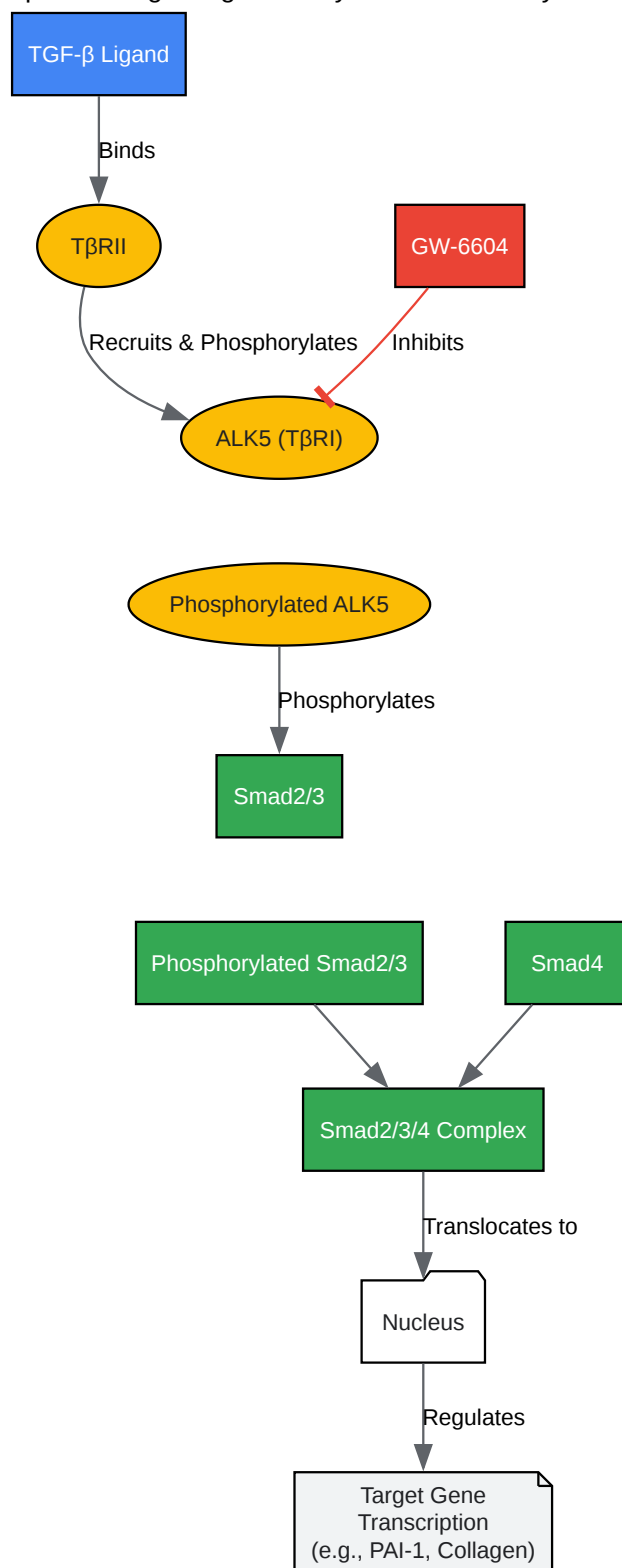 TGF-β Ligand
Binds
TβRII
GW-6604
Recruits & Phosphorylates
Inhibits
ALK5 (TβRI)
Phosphorylated ALK5
Phosphorylates
Smad2/3
Phosphorylated Smad2/3
Smad4
Smad2/3/4 Complex
Translocates to
Nucleus
Regulates
Target Gene
Transcription
(e.g., PAI-1, Collagen)